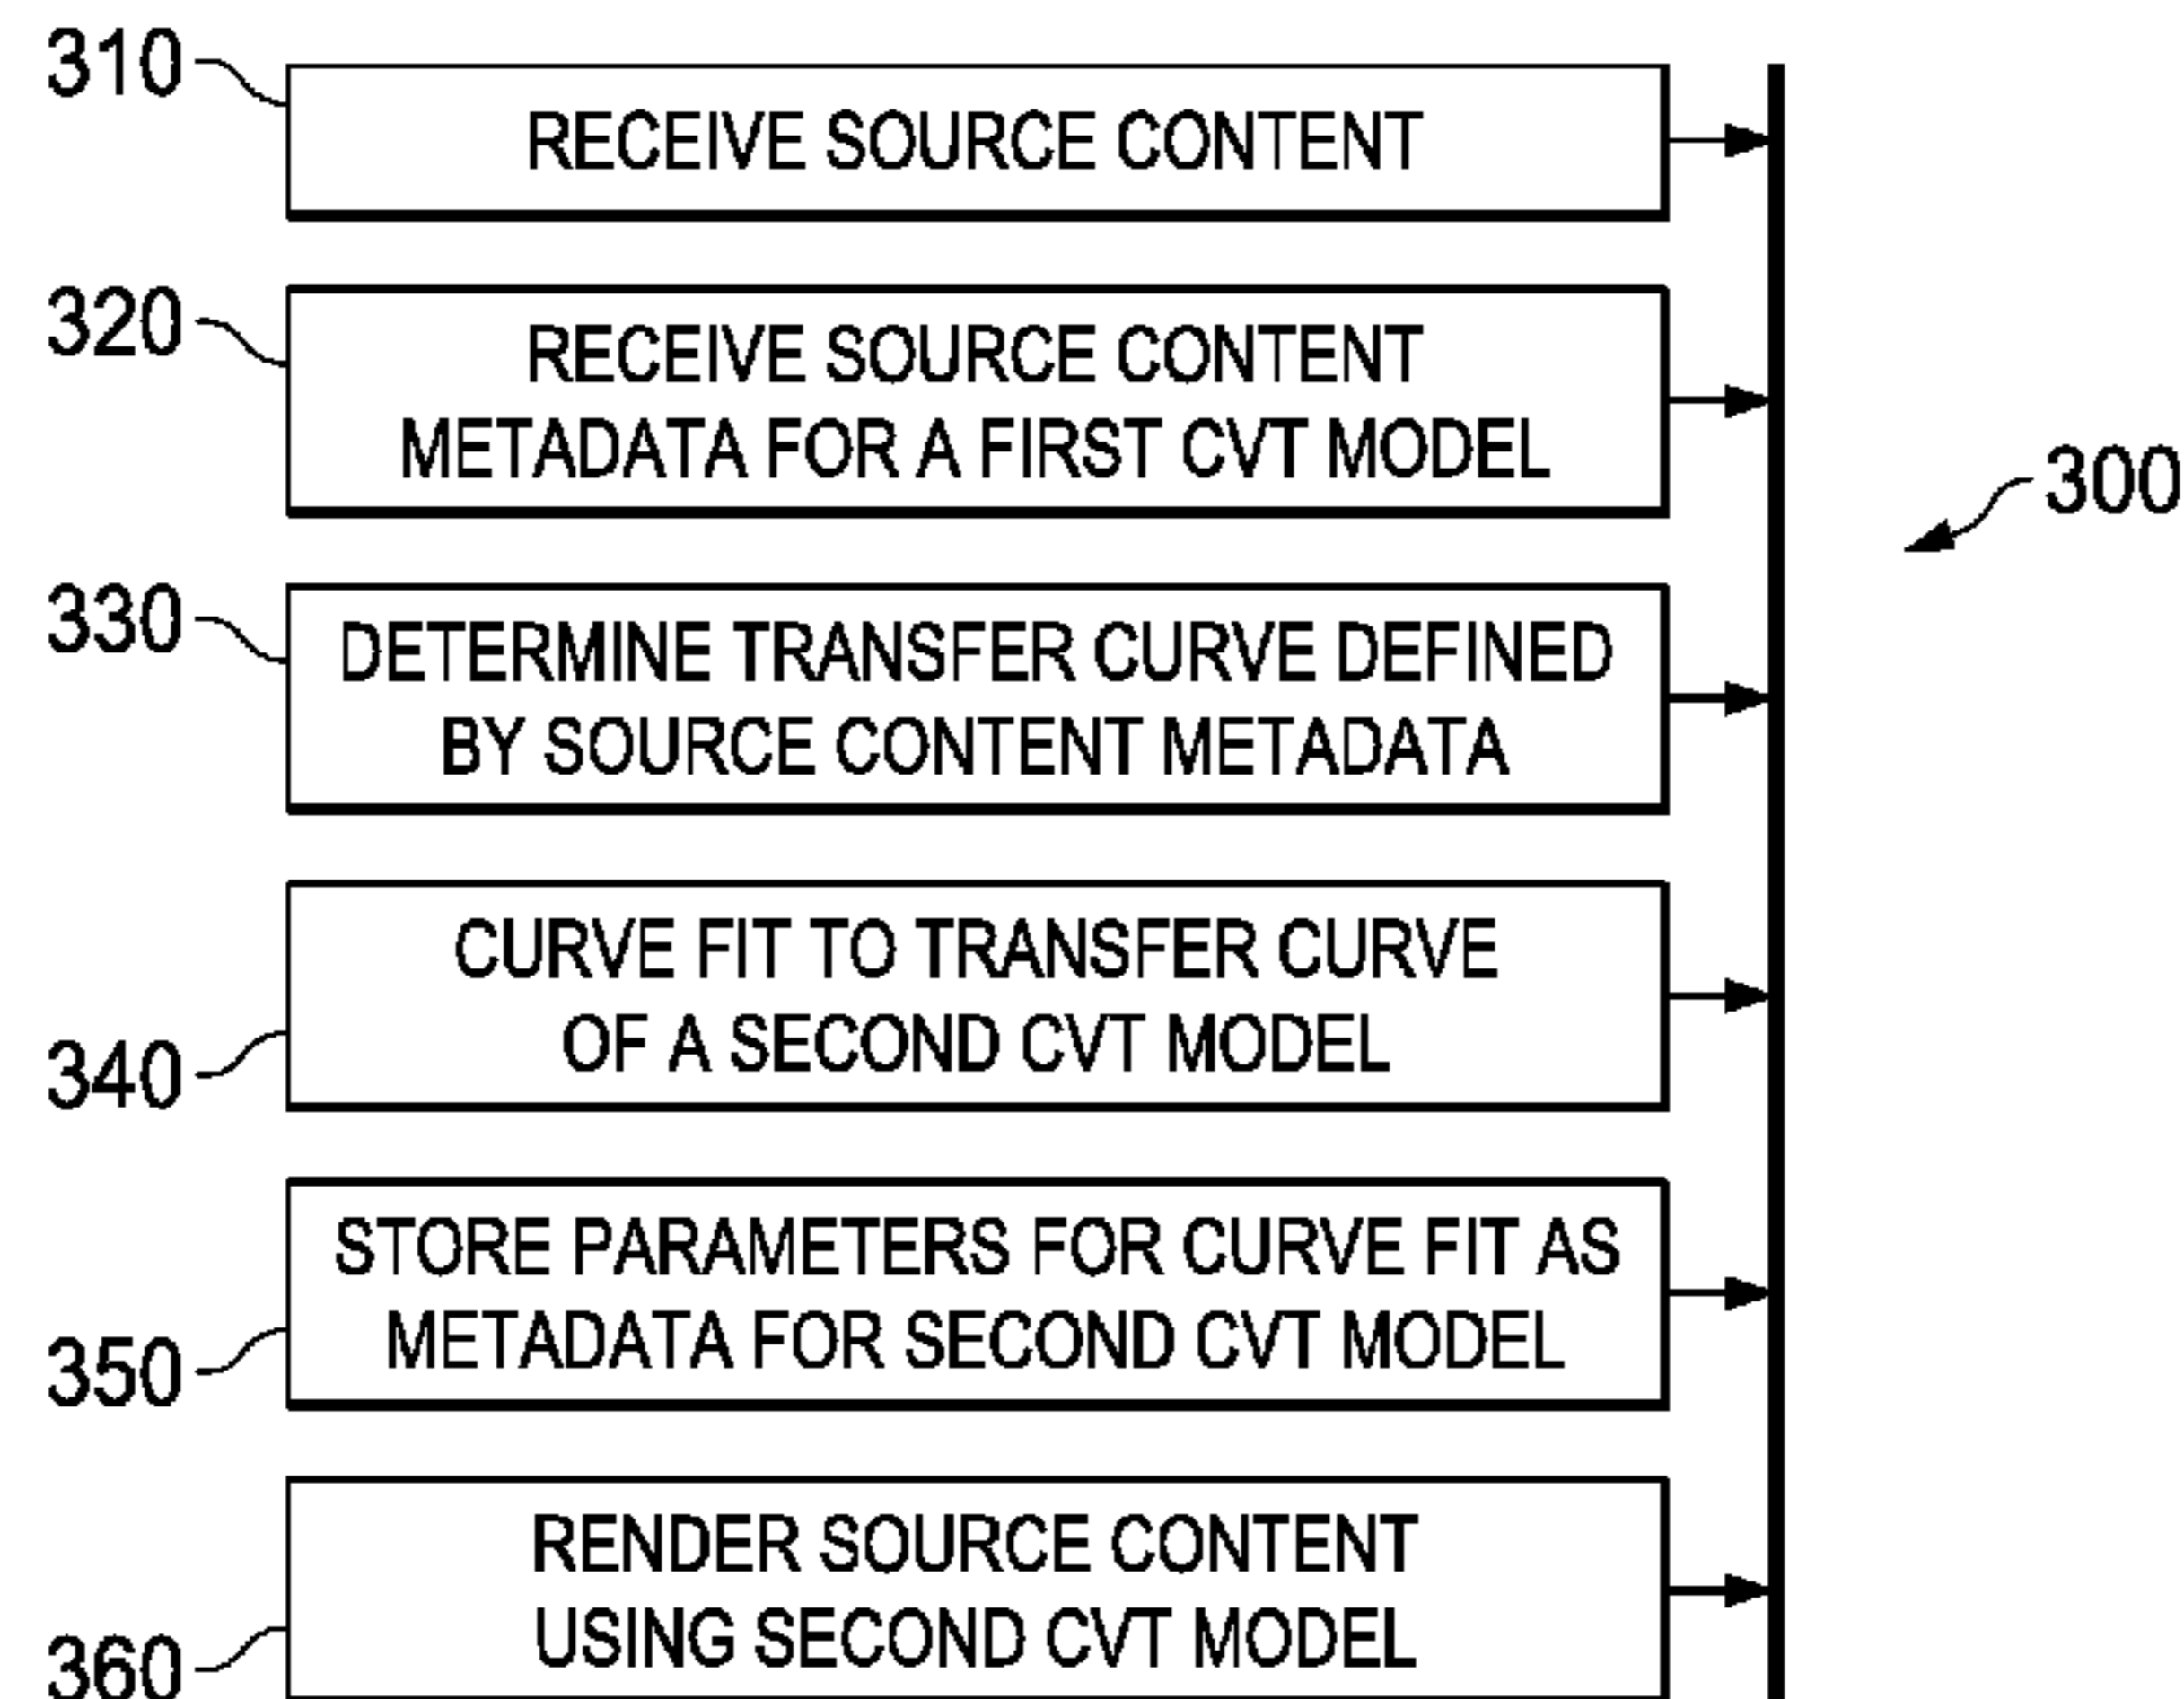 310
RECEIVE SOURCE CONTENT
320
RECEIVE SOURCE CONTENT
METADATA FOR A FIRST CVT MODEL
300
330
DETERMINE TRANSFER CURVE DEFINED
BY SOURCE CONTENT METADATA
CURVE FIT TO TRANSFER CURVE
OF A SECOND CVT MODEL
340
STORE PARAMETERS FOR CURVE FIT AS
METADATA FOR SECOND CVT MODEL
350
RENDER SOURCE CONTENT
USING SECOND CVT MODEL
360